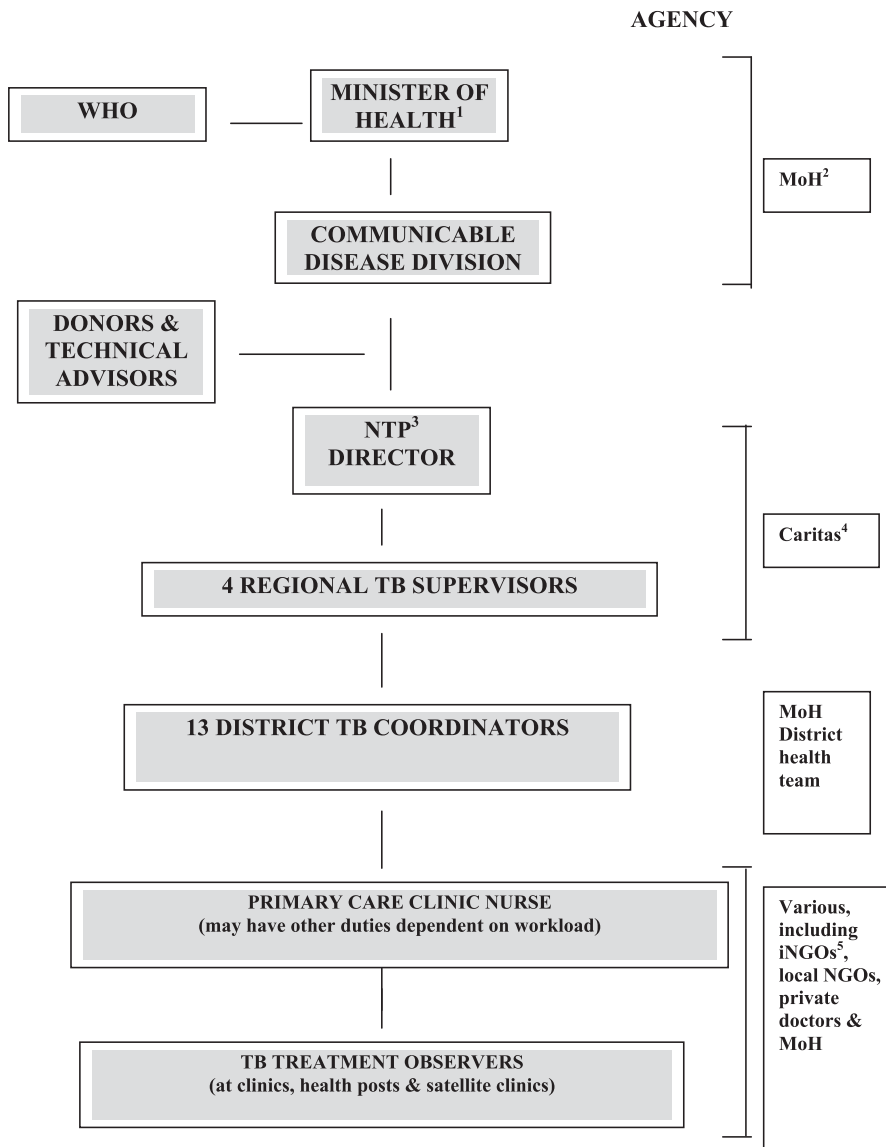 AGENCY
WHO
MINISTER OF
HEALTH¹
MoH²
COMMUNICABLE
DISEASE DIVISION
DONORS &
TECHNICAL
ADVISORS
NTP³
DIRECTOR
Caritas⁴
4 REGIONAL TB SUPERVISORS
13 DISTRICT TB COORDINATORS
MoH
District
health
team
PRIMARY CARE CLINIC NURSE
(may have other duties dependent on workload)
Various,
including
iNGOs⁵,
local NGOs,
private
doctors &
MoH
TB TREATMENT OBSERVERS
(at clinics, health posts & satellite clinics)